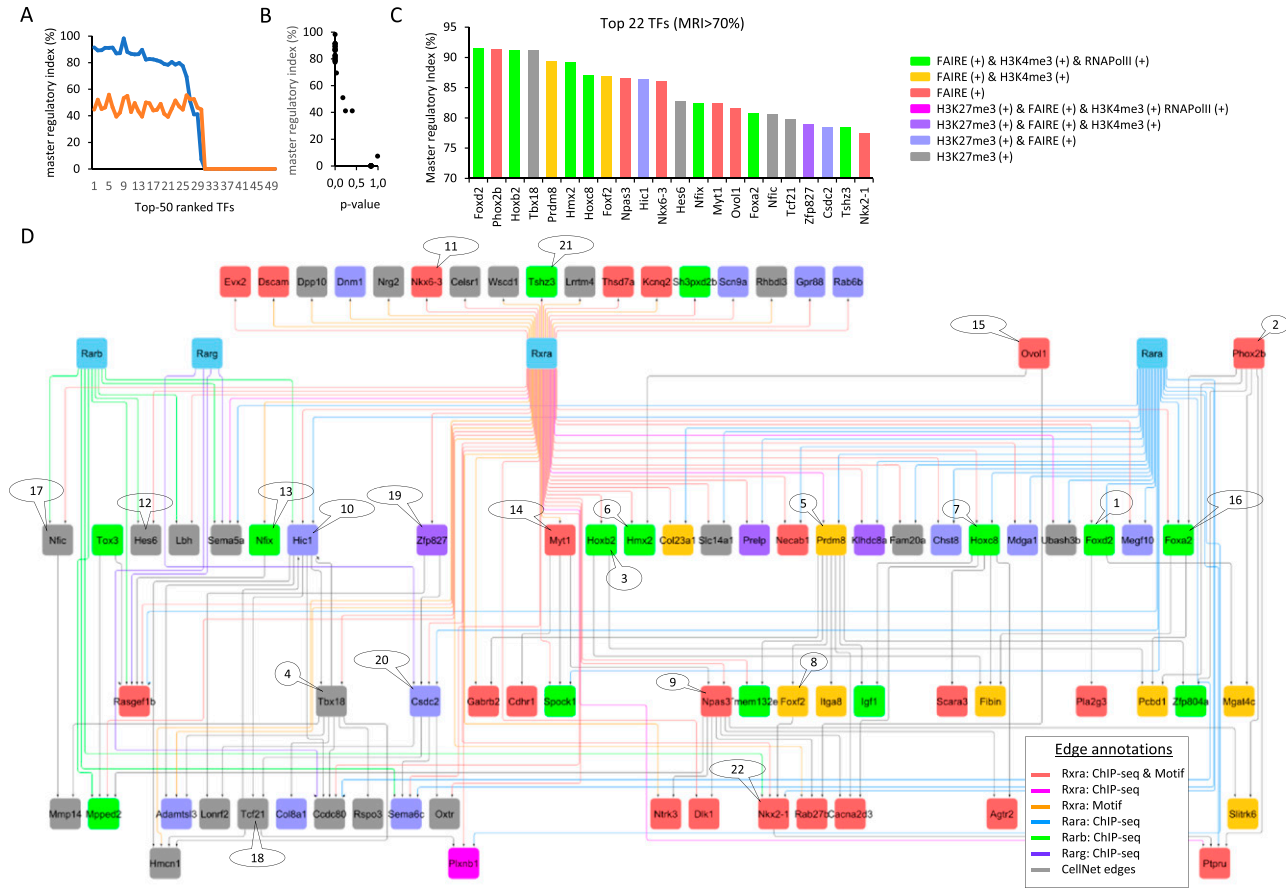 A
master regulatory index (%)
100
80
60
40
20
0
1 5 9 13 17 21 25 29 33 37 41 45 49
Top-50 ranked TFs
B
master regulatory index (%)
100
80
60
40
20
0
0,0 0,5 1,0
p-value
C
Top 22 TFs (MRI>70%)
Master regulatory Index (%)
95
90
85
80
75
70
Foxd2 Phox2b Hoxb2 Tbx18 Prdm8 Hmx2 Hoxc8 Foxf2 Npas3 Hic1 Nkx6-3 Hes6 Nfix Myt1 Ovol1 Foxa2 Nfic Tcf21 Zfp827 Csdc2 Tshz3 Nkx2-1
FAIRE (+) & H3K4me3 (+) & RNAPolII (+)
FAIRE (+) & H3K4me3 (+)
FAIRE (+)
H3K27me3 (+) & FAIRE (+) & H3K4me3 (+) RNAPolII (+)
H3K27me3 (+) & FAIRE (+) & H3K4me3 (+)
H3K27me3 (+) & FAIRE (+)
H3K27me3 (+)
D
11 21
Evx2 Dscam Dpp10 Dnm1 Nrg2 Nkx6-3 Celsr1 Wscd1 Tshz3 Lrrtm4 Thsd7a Kcnq2 Sh3pxd2b Scn9a Rhbdl3 Gpr88 Rab6b
15 2
Rarb Rarg Rxra Ovol1 Rara Phox2b
17 12 13 10 19 14 6 5 7 1 16
Nfic Tox3 Hes6 Lbh Sema5a Nfix Hic1 Zfp827 Myt1 Hoxb2 Hmx2 Col23a1 Slc14a1 Prelp Necab1 Prdm8 Klhdc8a Fam20a Chst8 Hoxc8 Mdga1 Ubash3b Foxd2 Megf10 Foxa2
3
4 20 9 8
Rasgef1b Tbx18 Csdc2 Gabrb2 Cdhr1 Spock1 Npas3 Tmem132e Foxf2 Itga8 Igf1 Scara3 Fibin Pla2g3 Pcbd1 Zfp804a Mgat4c
22
Mmp14 Mpped2 Adamtsl3 Lonrf2 Tcf21 Col8a1 Ccdc80 Rspo3 Sema6c Oxtr Ntrk3 Dlk1 Nkx2-1 Rab27b Cacna2d3 Agtr2 Slitrk6
18
Hmcn1 Plxnb1 Ptpru
Edge annotations
Rxra: ChIP-seq & Motif
Rxra: ChIP-seq
Rxra: Motif
Rara: ChIP-seq
Rarb: ChIP-seq
Rarg: ChIP-seq
CellNet edges